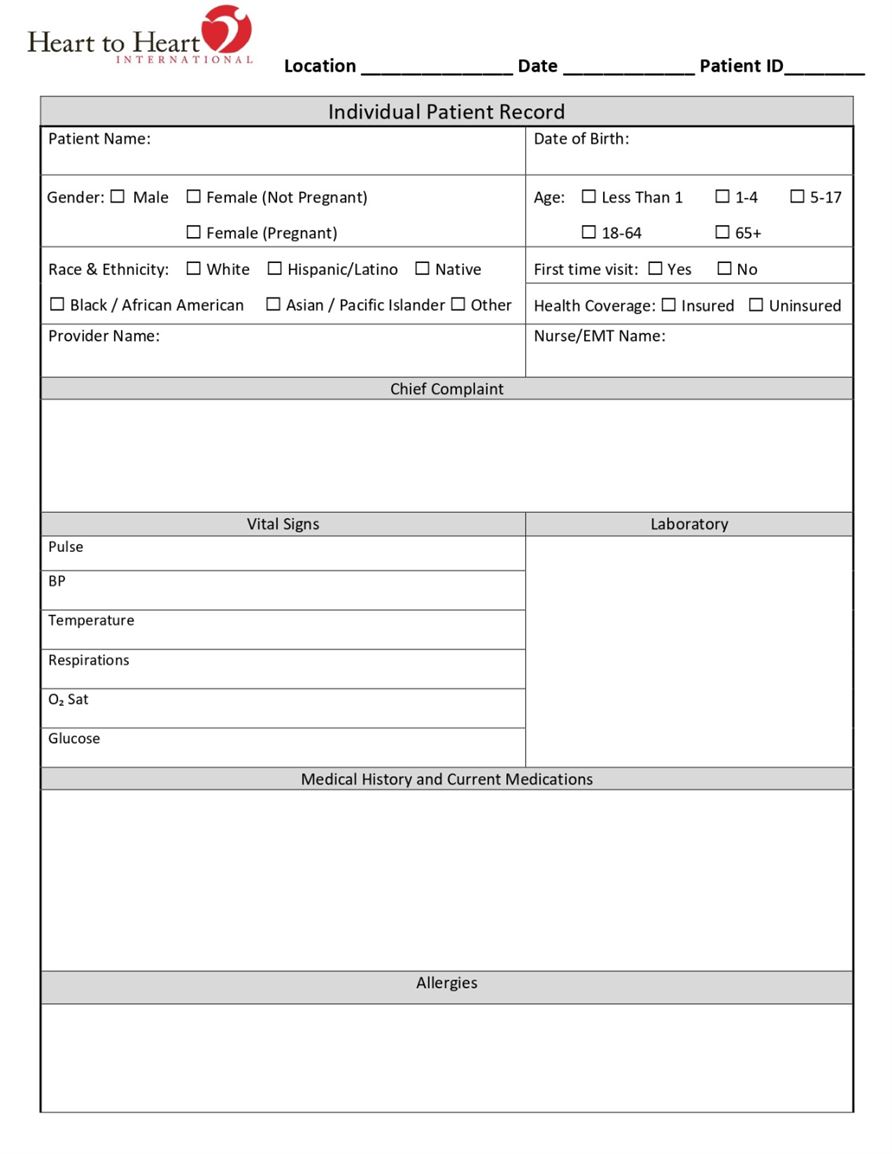 Heart to Heart
INTERNATIONAL
Location _______________ Date _____________ Patient ID________
Individual Patient Record
Patient Name:
Date of Birth:
Gender: ☐ Male ☐ Female (Not Pregnant)
☐ Female (Pregnant)
Age: ☐ Less Than 1 ☐ 1-4 ☐ 5-17
☐ 18-64 ☐ 65+
Race & Ethnicity: ☐ White ☐ Hispanic/Latino ☐ Native
☐ Black / African American ☐ Asian / Pacific Islander ☐ Other
First time visit: ☐ Yes ☐ No
Health Coverage: ☐ Insured ☐ Uninsured
Provider Name:
Nurse/EMT Name:
Chief Complaint
Vital Signs
Laboratory
Pulse
BP
Temperature
Respirations
O₂ Sat
Glucose
Medical History and Current Medications
Allergies